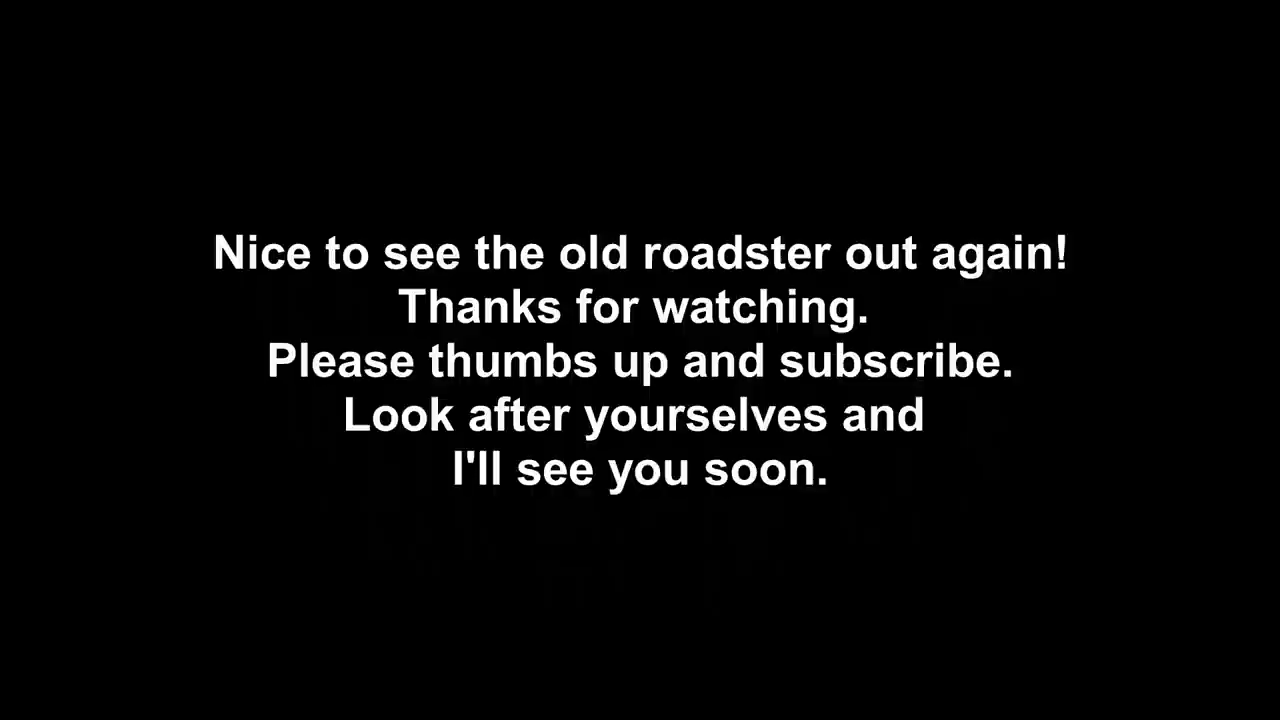 Nice to see the old roadster out again!
Thanks for watching.
Please thumbs up and subscribe.
Look after yourselves and
I'll see you soon.